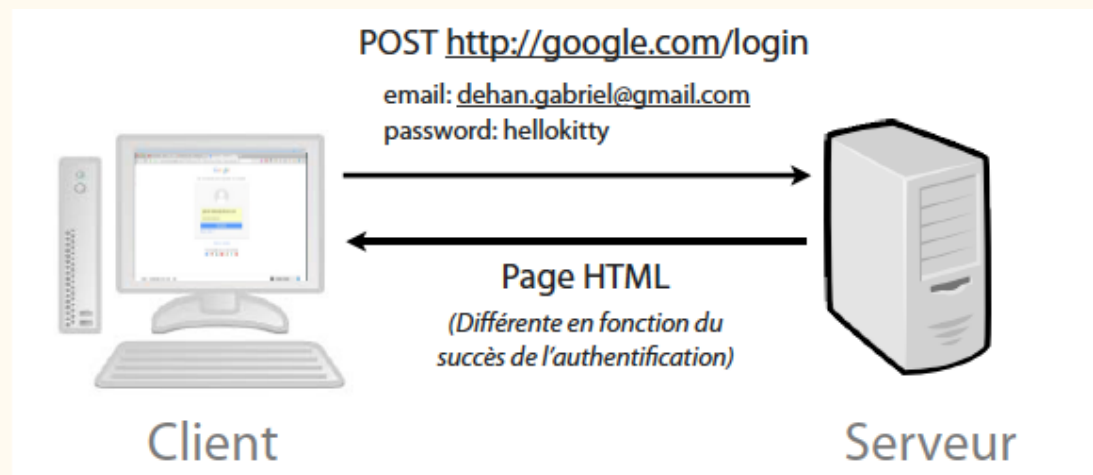 POST http://google.com/login
email: dehan.gabriel@gmail.com
password: hellokitty
Page HTML
(Différente en fonction du
succès de l'authentification)
Client
Serveur